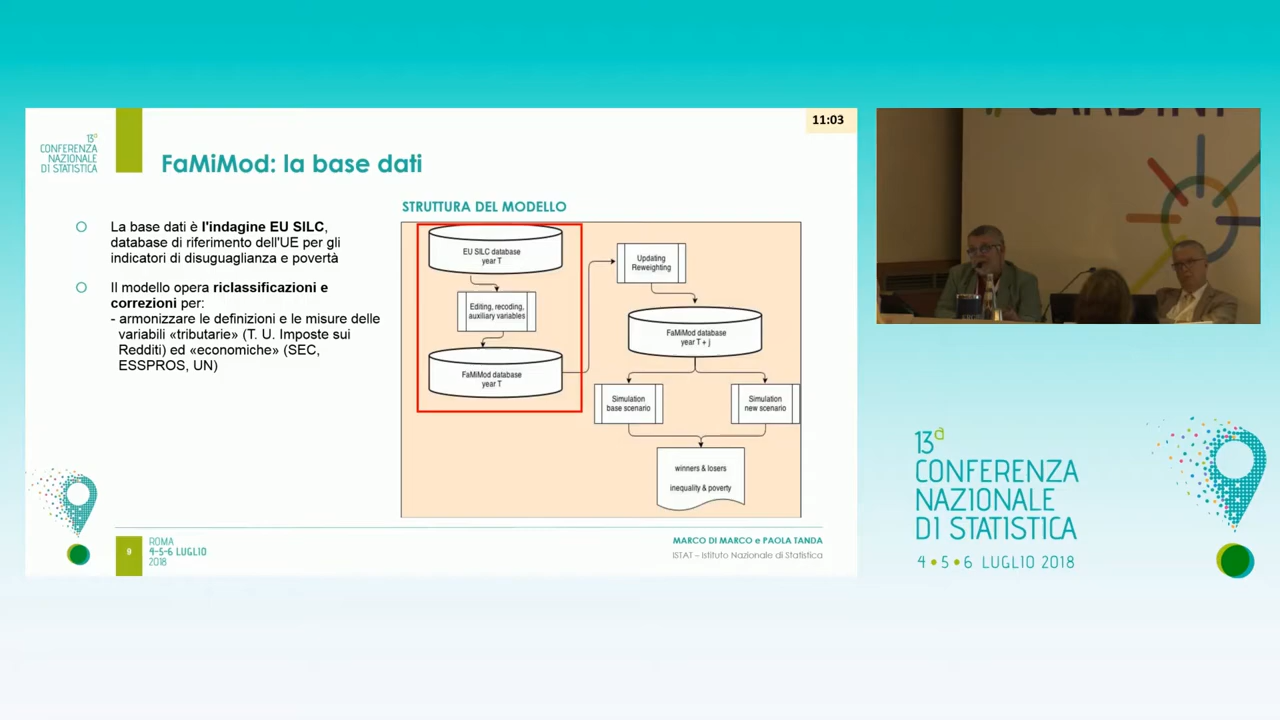 11:03
13ª
CONFERENZA
NAZIONALE
DI STATISTICA
FaMiMod: la base dati
La base dati è l'indagine EU SILC,
database di riferimento dell'UE per gli
indicatori di disuguaglianza e povertà
Il modello opera riclassificazioni e
correzioni per:
- armonizzare le definizioni e le misure delle
variabili «tributarie» (T. U. Imposte sui
Redditi) ed «economiche» (SEC,
ESSPROS, UN)
STRUTTURA DEL MODELLO
EU SILC database
year T
Editing, recoding,
auxiliary variables
FaMiMod database
year T
Updating
Reweighting
FaMiMod database
year T + j
Simulation
base scenario
Simulation
new scenario
winners & losers
inequality & poverty
9
ROMA
4-5-6 LUGLIO
2018
MARCO DI MARCO e PAOLA TANDA
ISTAT – Istituto Nazionale di Statistica
13ª
CONFERENZA
NAZIONALE
DI STATISTICA
4 • 5 • 6 LUGLIO 2018